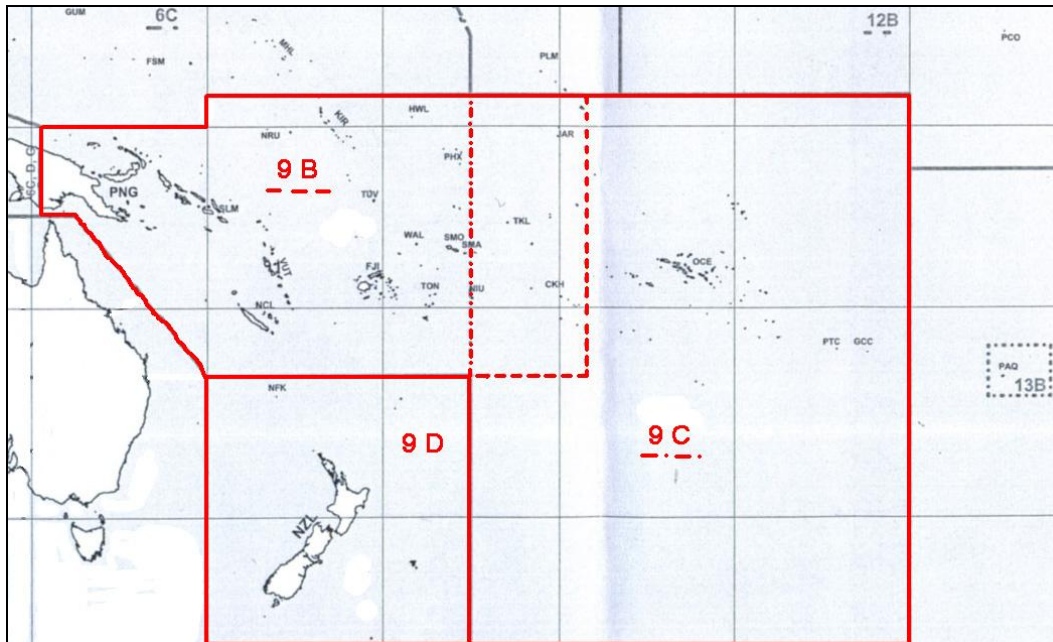 GUM
6C
12B
PCO
MHL
FSM
PLM
HWL
KIR
NRU
JAR
PHX
6C, D, G
9 B
PNG
TUV
SLM
TKL
WAL
SMO
SMA
VUT
FJI
OCE
TON
NIU
CKH
NCL
PTC
GCC
PAQ
13B
NFK
9 D
9 C
NZL